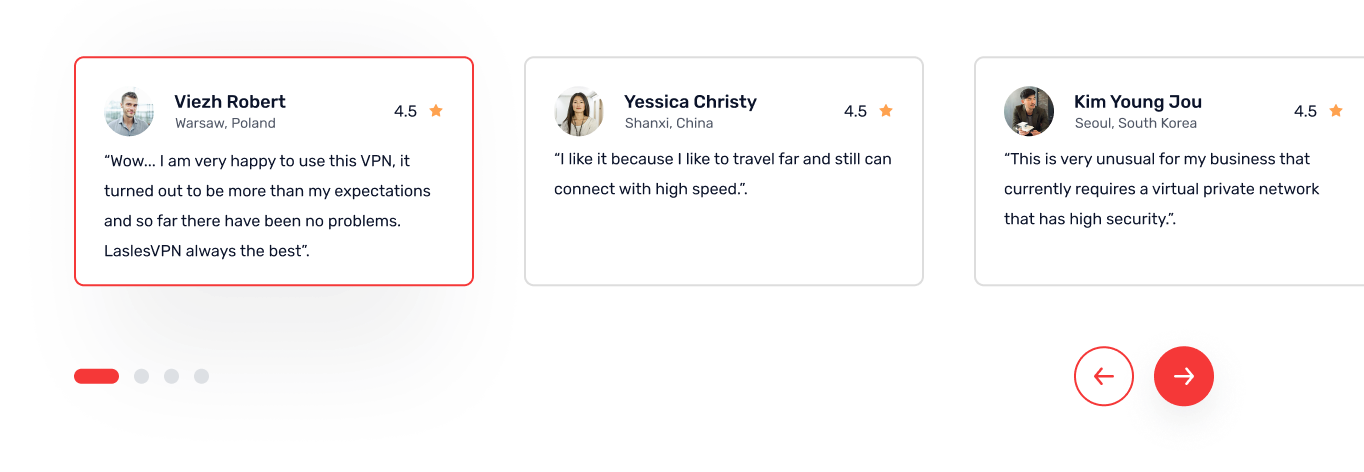 Viezh Robert
Warsaw, Poland
4.5
“Wow... I am very happy to use this VPN, it
turned out to be more than my expectations
and so far there have been no problems.
LaslesVPN always the best”.
Yessica Christy
Shanxi, China
4.5
“I like it because I like to travel far and still can
connect with high speed.”.
Kim Young Jou
Seoul, South Korea
4.5
“This is very unusual for my business that
currently requires a virtual private network
that has high security.”.